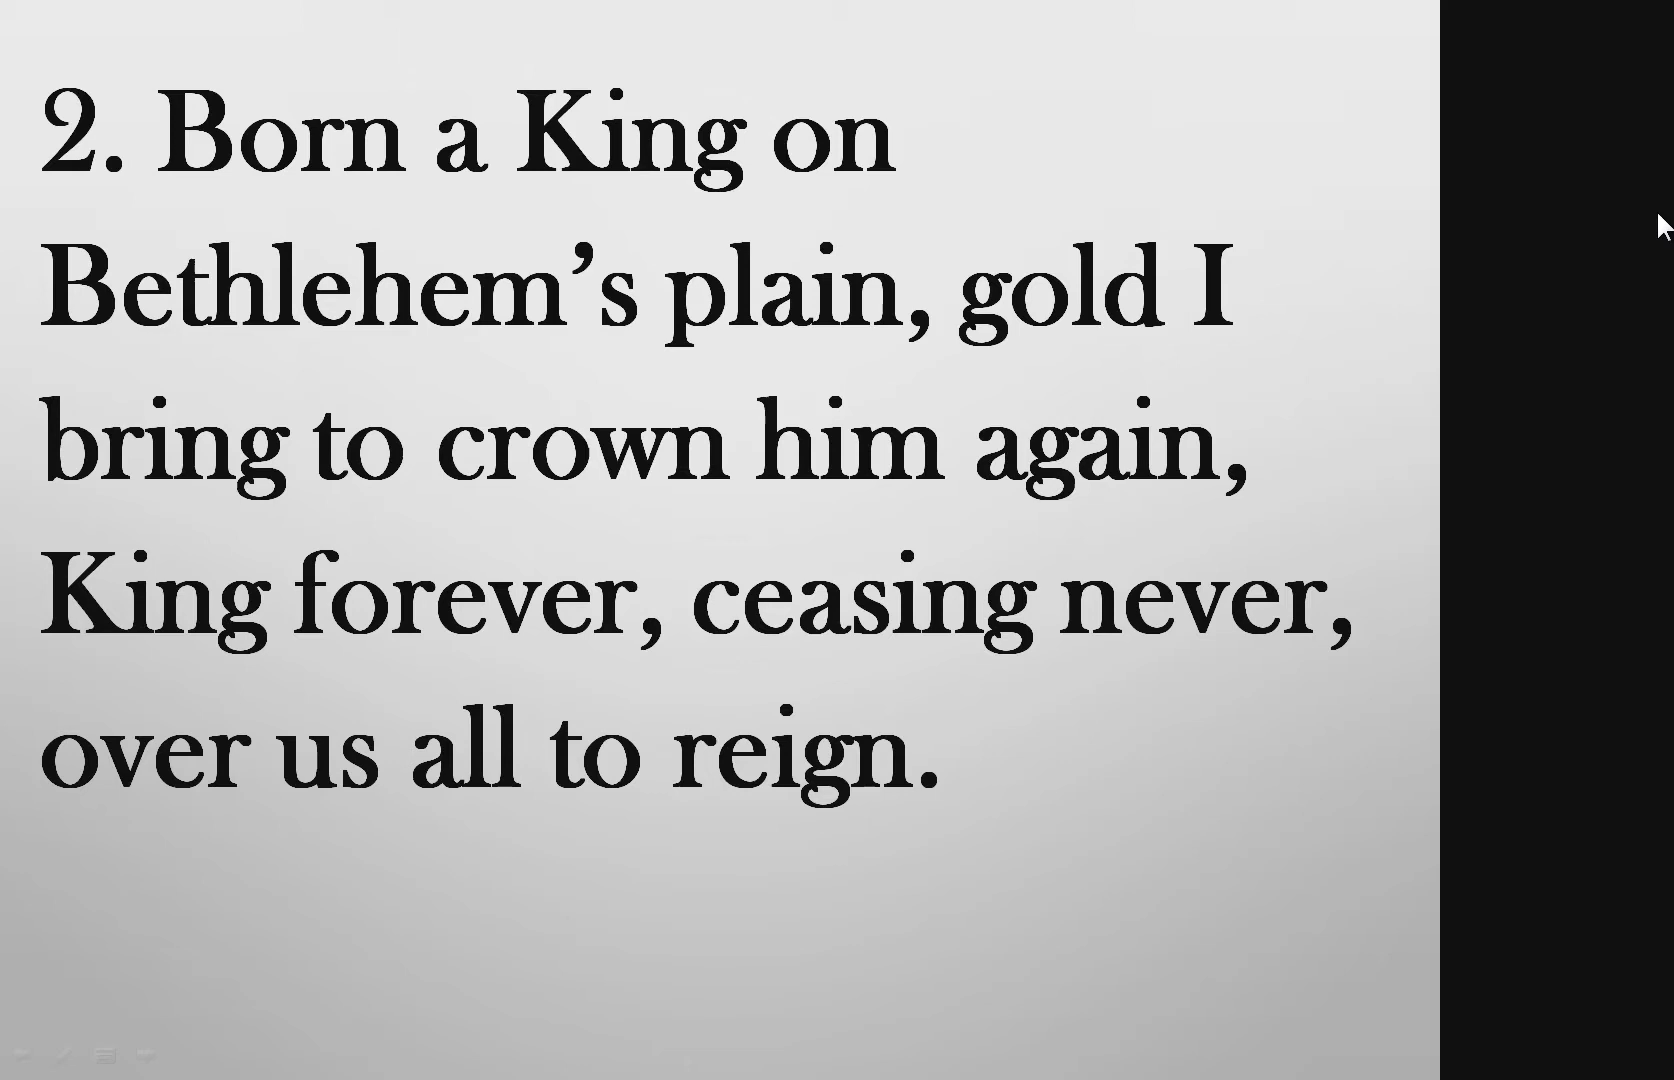 2. Born a King on
Bethlehem’s plain, gold I
bring to crown him again,
King forever, ceasing never,
over us all to reign.